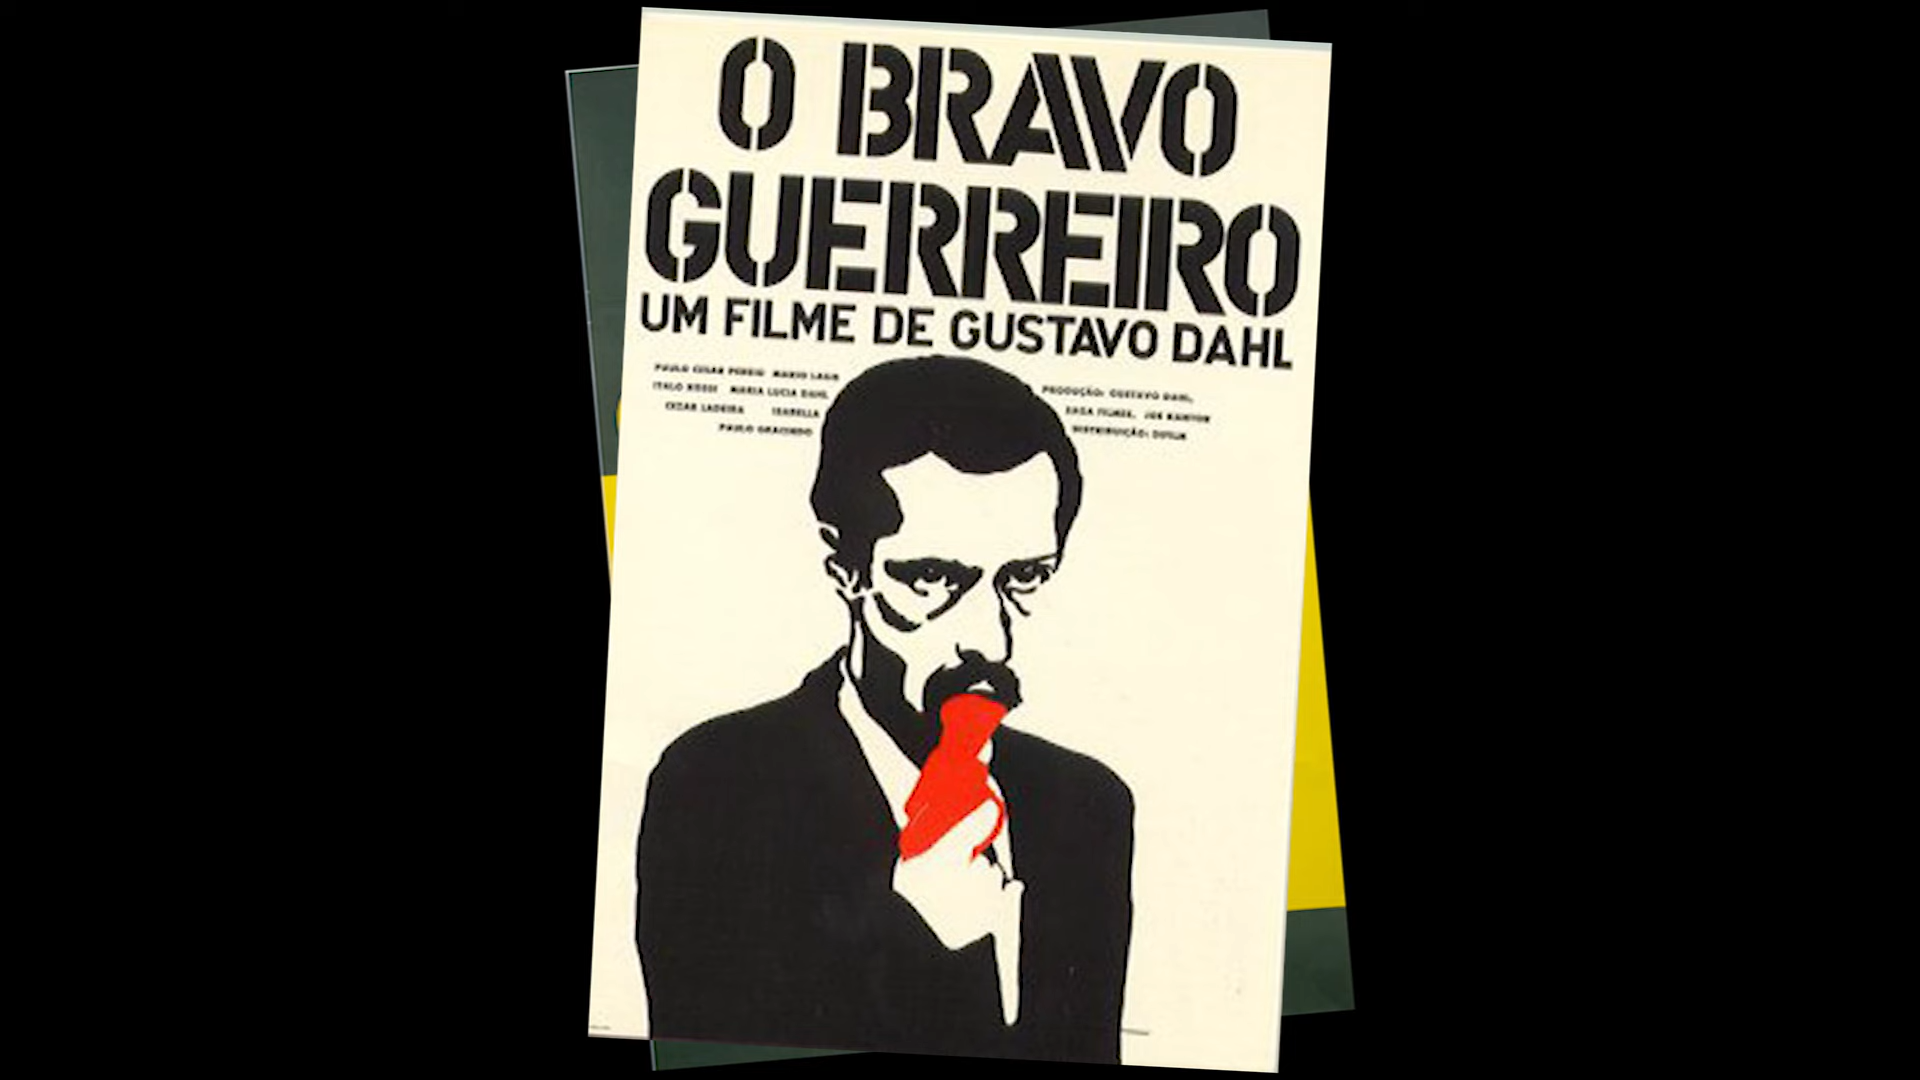 O BRAVO
GUERREIRO
UM FILME DE GUSTAVO DAHL
PAULO CESAR PEREIO MARIO LAGO
ITALO ROSSI MARIA LUCIA DAHL
CEZAR LADEIRA ISABELLA
PAULO GRACINDO
PRODUÇÃO: GUSTAVO DAHL,
SAGA FILMES, JOE KANTOR
DISTRIBUIÇÃO: DIFILM